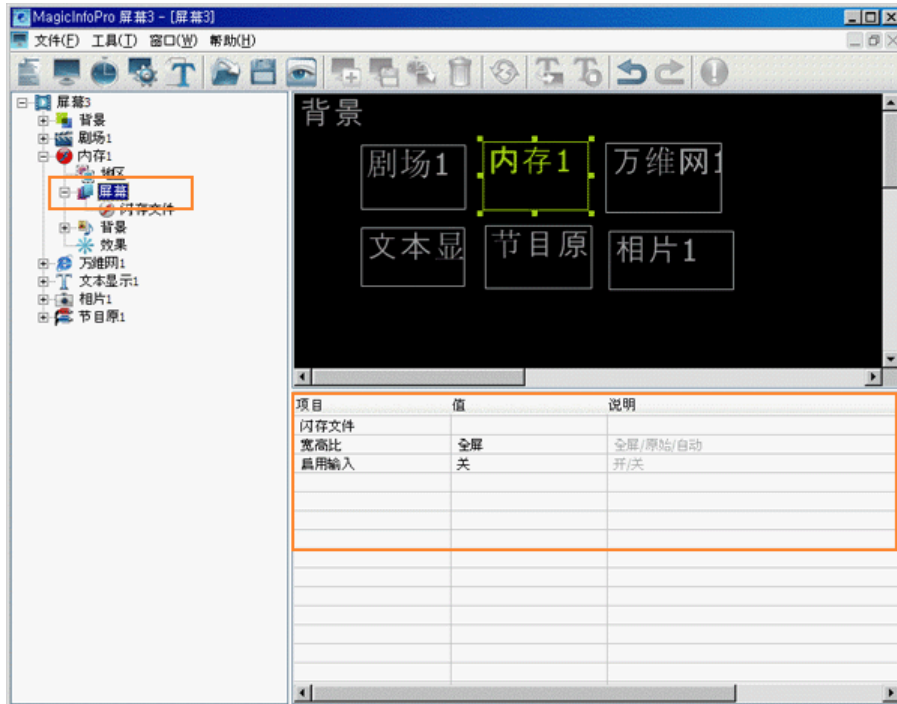 MagicInfoPro 屏幕3 - [屏幕3]
文件(F) 工具(T) 窗口(W) 帮助(H)
屏幕3
背景
剧场1
内存1
地区
屏幕
闪存文件
背景
效果
万维网1
文本显示1
相片1
节目原1
背景
剧场1 内存1 万维网1
文本显 节目原 相片1
项目 值 说明
闪存文件
宽高比 全屏 全屏/原始/自动
启用输入 关 开/关